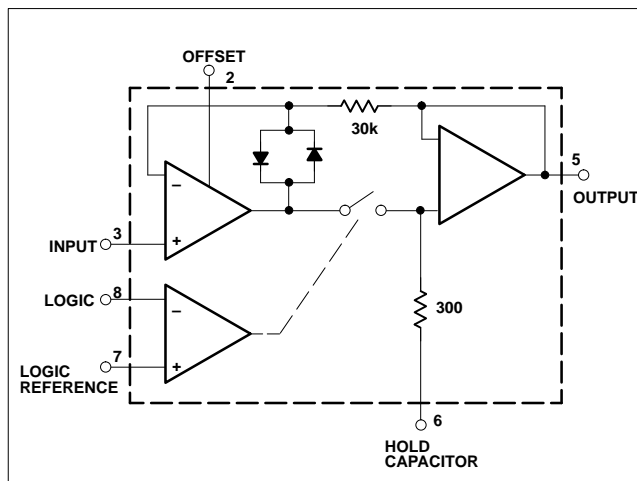 OFFSET
2
30k
−
5
OUTPUT
INPUT
3
+
LOGIC
8
−
300
LOGIC
REFERENCE
7
+
6
HOLD
CAPACITOR